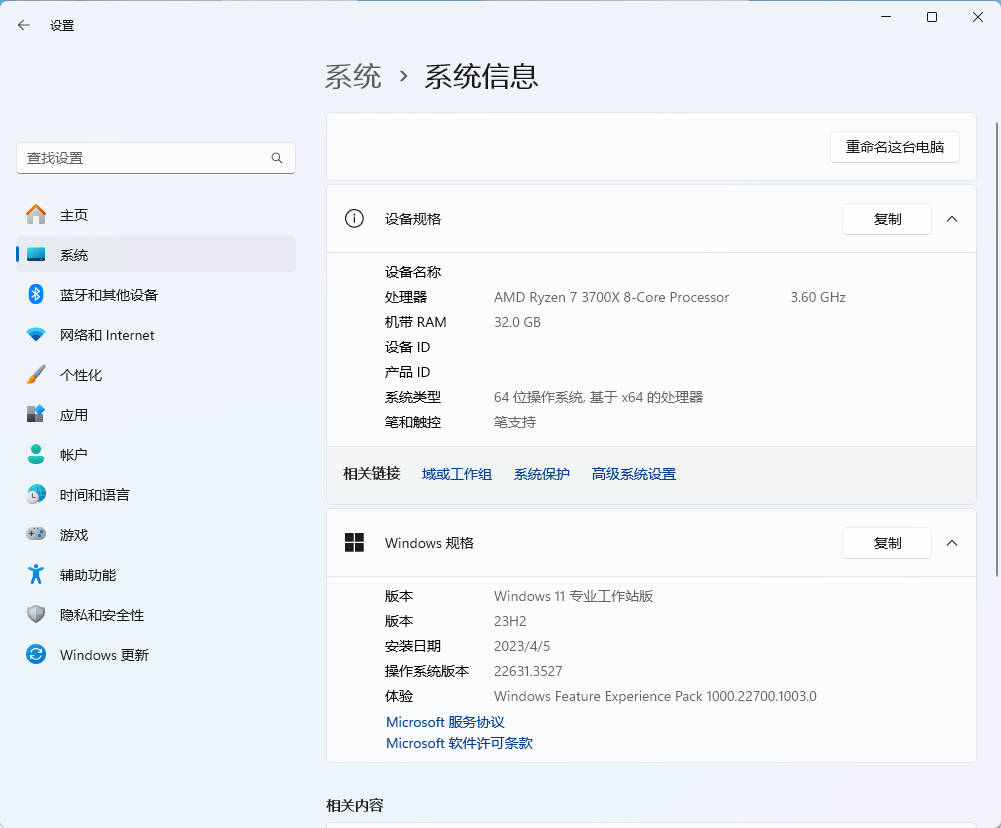 设置
系统 › 系统信息
查找设置
主页
系统
蓝牙和其他设备
网络和 Internet
个性化
应用
帐户
时间和语言
游戏
辅助功能
隐私和安全性
Windows 更新
重命名这台电脑
设备规格
复制
设备名称
处理器 AMD Ryzen 7 3700X 8-Core Processor 3.60 GHz
机带 RAM 32.0 GB
设备 ID
产品 ID
系统类型 64 位操作系统, 基于 x64 的处理器
笔和触控 笔支持
相关链接 域或工作组 系统保护 高级系统设置
Windows 规格
复制
版本 Windows 11 专业工作站版
版本 23H2
安装日期 2023/4/5
操作系统版本 22631.3527
体验 Windows Feature Experience Pack 1000.22700.1003.0
Microsoft 服务协议
Microsoft 软件许可条款
相关内容